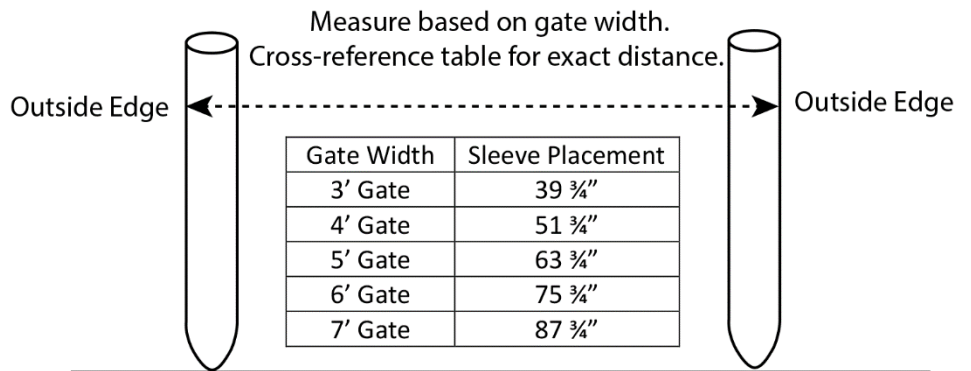 Measure based on gate width.
Cross-reference table for exact distance.
Outside Edge
Outside Edge
Gate Width Sleeve Placement
3’ Gate 39 ¾”
4’ Gate 51 ¾”
5’ Gate 63 ¾”
6’ Gate 75 ¾”
7’ Gate 87 ¾”